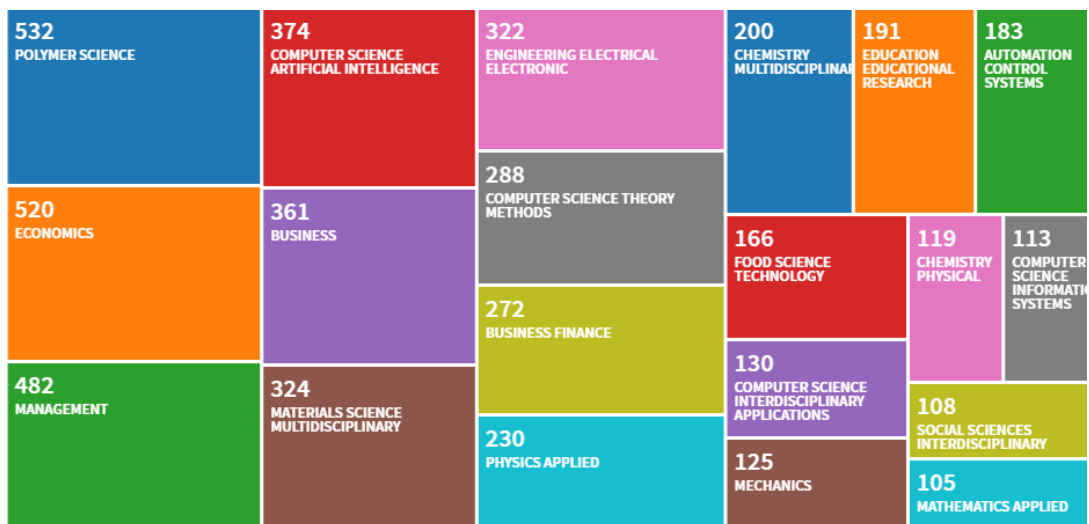 532
POLYMER SCIENCE
520
ECONOMICS
482
MANAGEMENT
374
COMPUTER SCIENCE
ARTIFICIAL INTELLIGENCE
361
BUSINESS
324
MATERIALS SCIENCE
MULTIDISCIPLINARY
322
ENGINEERING ELECTRICAL
ELECTRONIC
288
COMPUTER SCIENCE THEORY
METHODS
272
BUSINESS FINANCE
230
PHYSICS APPLIED
200
CHEMISTRY
MULTIDISCIPLINAR
191
EDUCATION
EDUCATIONAL
RESEARCH
183
AUTOMATION
CONTROL
SYSTEMS
166
FOOD SCIENCE
TECHNOLOGY
130
COMPUTER SCIENCE
INTERDISCIPLINARY
APPLICATIONS
125
MECHANICS
119
CHEMISTRY
PHYSICAL
113
COMPUTER
SCIENCE
INFORMATIO
SYSTEMS
108
SOCIAL SCIENCES
INTERDISCIPLINARY
105
MATHEMATICS APPLIED